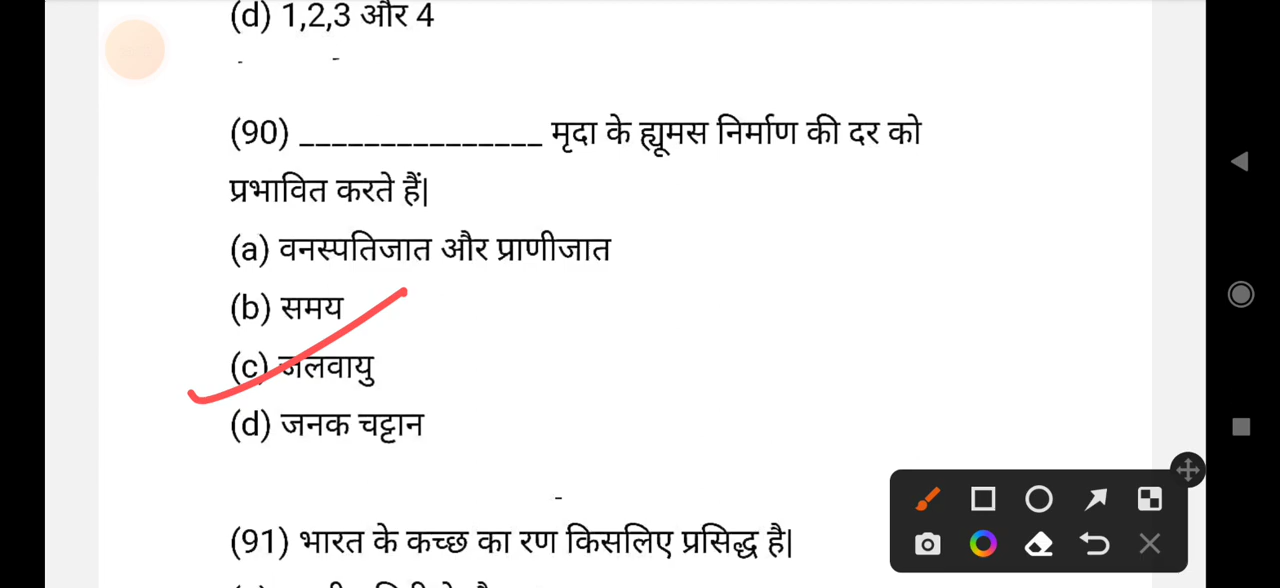 (d) 1,2,3 और 4
(90) _______________ मृदा के ह्यूमस निर्माण की दर को
प्रभावित करते हैं|
(a) वनस्पतिजात और प्राणीजात
(b) समय
(c) जलवायु
(d) जनक चट्टान
(91) भारत के कच्छ का रण किसलिए प्रसिद्ध है|